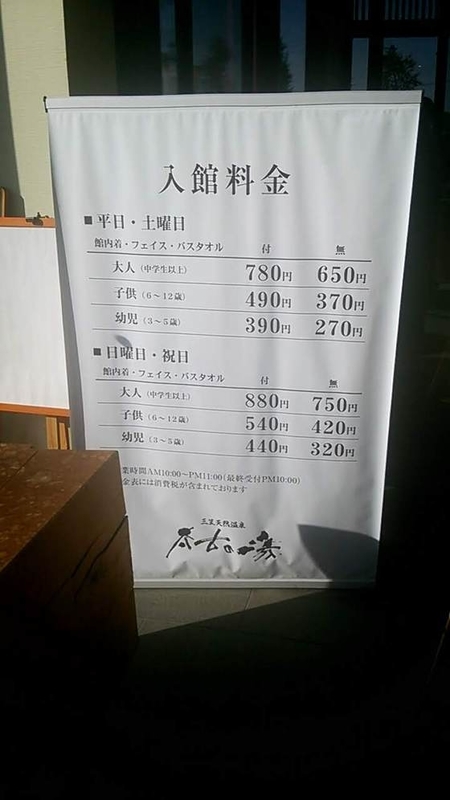 入館料金
■ 平日・土曜日
館内着・フェイス・バスタオル 付 無
大人（中学生以上） 780円 650円
子供（6～12歳） 490円 370円
幼児（3～5歳） 390円 270円
■ 日曜日・祝日
館内着・フェイス・バスタオル 付 無
大人（中学生以上） 880円 750円
子供（6～12歳） 540円 420円
幼児（3～5歳） 440円 320円
業時間AM10:00～PM11:00(最終受付PM10:00)
金表には消費税が含まれております
天然温泉